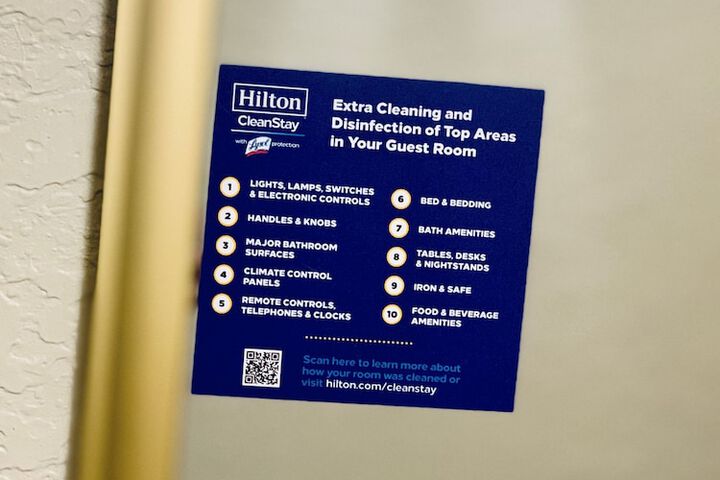 Hilton
CleanStay
with Lysol protection
Extra Cleaning and
Disinfection of Top Areas
in Your Guest Room
1 LIGHTS, LAMPS, SWITCHES
& ELECTRONIC CONTROLS
2 HANDLES & KNOBS
3 MAJOR BATHROOM
SURFACES
4 CLIMATE CONTROL
PANELS
5 REMOTE CONTROLS,
TELEPHONES & CLOCKS
6 BED & BEDDING
7 BATH AMENITIES
8 TABLES, DESKS
& NIGHTSTANDS
9 IRON & SAFE
10 FOOD & BEVERAGE
AMENITIES
Scan here to learn more about
how your room was cleaned or
visit hilton.com/cleanstay